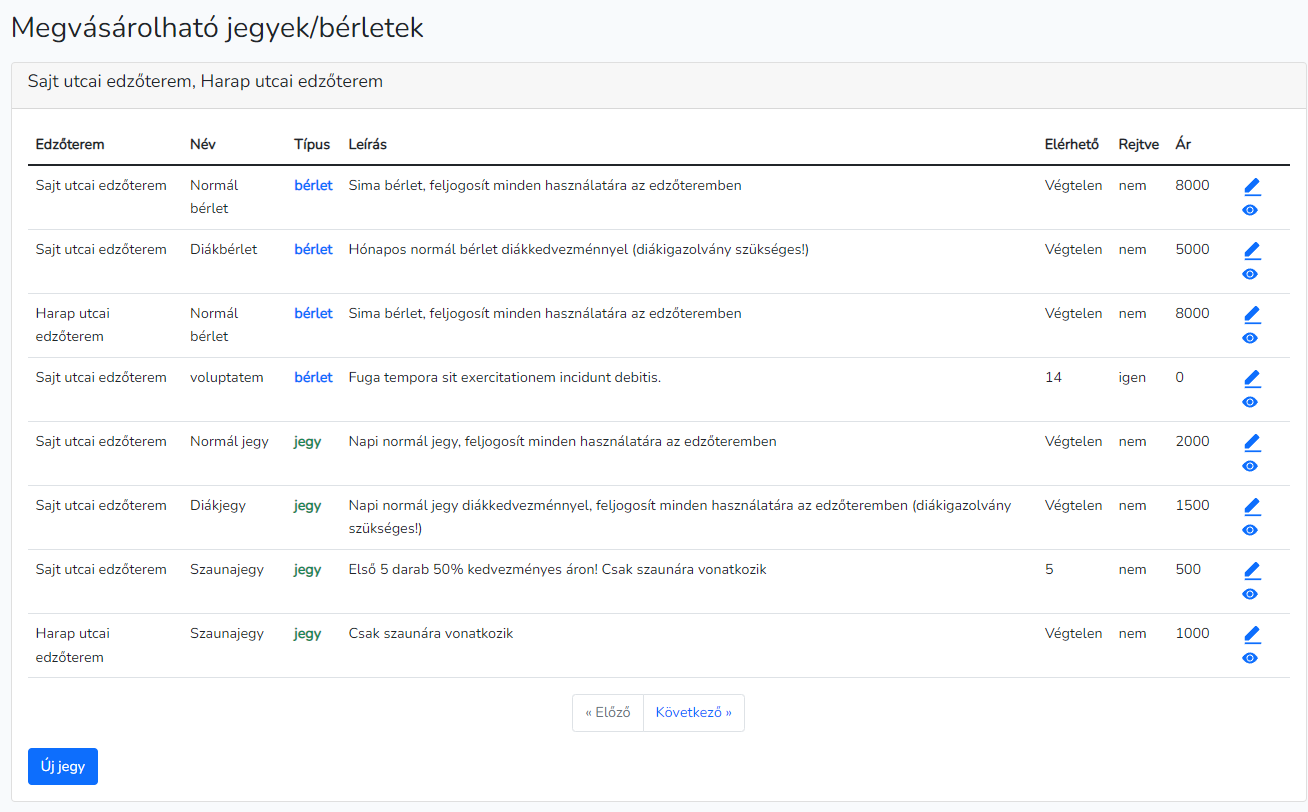 Megvásárolható jegyek/bérletek
Sajt utcai edzőterem, Harap utcai edzőterem
Edzőterem Név Típus Leírás Elérhető Rejtve Ár
Sajt utcai edzőterem Normál bérlet bérlet Sima bérlet, feljogosít minden használatára az edzőteremben Végtelen nem 8000
Sajt utcai edzőterem Diákbérlet bérlet Hónapos normál bérlet diákkedvezménnyel (diákigazolvány szükséges!) Végtelen nem 5000
Harap utcai edzőterem Normál bérlet bérlet Sima bérlet, feljogosít minden használatára az edzőteremben Végtelen nem 8000
Sajt utcai edzőterem voluptatem bérlet Fuga tempora sit exercitationem incidunt debitis. 14 igen 0
Sajt utcai edzőterem Normál jegy jegy Napi normál jegy, feljogosít minden használatára az edzőteremben Végtelen nem 2000
Sajt utcai edzőterem Diákjegy jegy Napi normál jegy diákkedvezménnyel, feljogosít minden használatára az edzőteremben (diákigazolvány szükséges!) Végtelen nem 1500
Sajt utcai edzőterem Szaunajegy jegy Első 5 darab 50% kedvezményes áron! Csak szaunára vonatkozik 5 nem 500
Harap utcai edzőterem Szaunajegy jegy Csak szaunára vonatkozik Végtelen nem 1000
« Előző Következő »
Új jegy